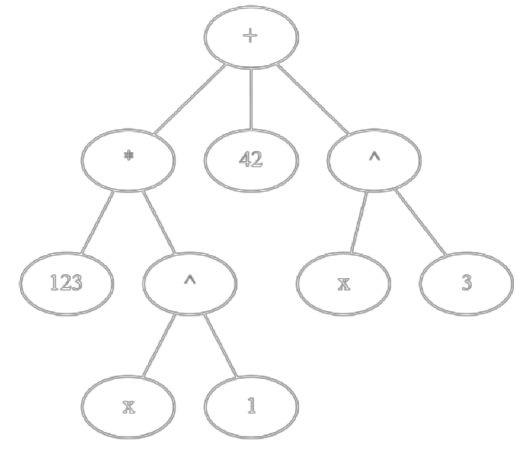 +
* 42 ^
123 ^ x 3
x 1